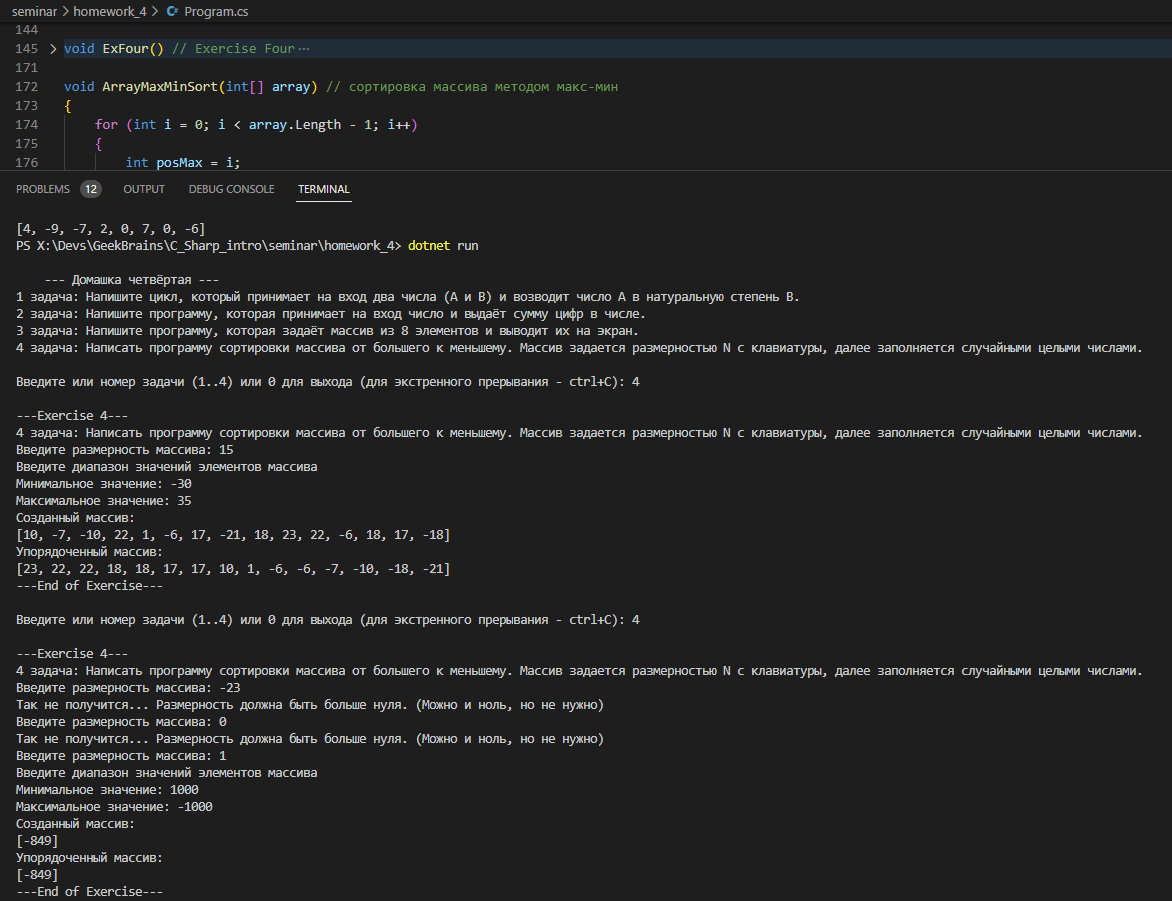 seminar > homework_4 > C# Program.cs
144
145 > void ExFour() // Exercise Four ···
171
172 void ArrayMaxMinSort(int[] array) // сортировка массива методом макс-мин
173 {
174 for (int i = 0; i < array.Length - 1; i++)
175 {
176 int posMax = i;
PROBLEMS 12 OUTPUT DEBUG CONSOLE TERMINAL
[4, -9, -7, 2, 0, 7, 0, -6]
PS X:\Devs\GeekBrains\C_Sharp_intro\seminar\homework_4> dotnet run
--- Домашка четвёртая ---
1 задача: Напишите цикл, который принимает на вход два числа (A и B) и возводит число A в натуральную степень B.
2 задача: Напишите программу, которая принимает на вход число и выдаёт сумму цифр в числе.
3 задача: Напишите программу, которая задаёт массив из 8 элементов и выводит их на экран.
4 задача: Написать программу сортировки массива от большего к меньшему. Массив задается размерностью N с клавиатуры, далее заполняется случайными целыми числами.
Введите или номер задачи (1..4) или 0 для выхода (для экстренного прерывания - ctrl+C): 4
---Exercise 4---
4 задача: Написать программу сортировки массива от большего к меньшему. Массив задается размерностью N с клавиатуры, далее заполняется случайными целыми числами.
Введите размерность массива: 15
Введите диапазон значений элементов массива
Минимальное значение: -30
Максимальное значение: 35
Созданный массив:
[10, -7, -10, 22, 1, -6, 17, -21, 18, 23, 22, -6, 18, 17, -18]
Упорядоченный массив:
[23, 22, 22, 18, 18, 17, 17, 10, 1, -6, -6, -7, -10, -18, -21]
---End of Exercise---
Введите или номер задачи (1..4) или 0 для выхода (для экстренного прерывания - ctrl+C): 4
---Exercise 4---
4 задача: Написать программу сортировки массива от большего к меньшему. Массив задается размерностью N с клавиатуры, далее заполняется случайными целыми числами.
Введите размерность массива: -23
Так не получится... Размерность должна быть больше нуля. (Можно и ноль, но не нужно)
Введите размерность массива: 0
Так не получится... Размерность должна быть больше нуля. (Можно и ноль, но не нужно)
Введите размерность массива: 1
Введите диапазон значений элементов массива
Минимальное значение: 1000
Максимальное значение: -1000
Созданный массив:
[-849]
Упорядоченный массив:
[-849]
---End of Exercise---